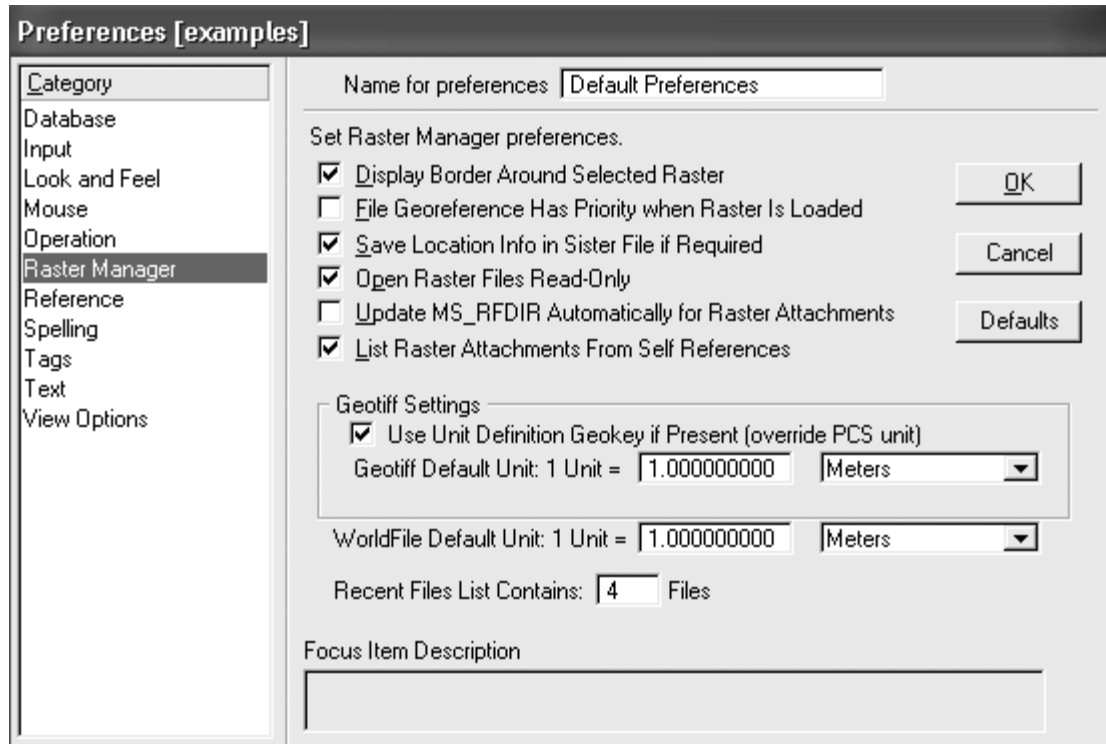 Preferences [examples]
Category
Database
Input
Look and Feel
Mouse
Operation
Raster Manager
Reference
Spelling
Tags
Text
View Options
Name for preferences Default Preferences
Set Raster Manager preferences.
Display Border Around Selected Raster
File Georeference Has Priority when Raster Is Loaded
Save Location Info in Sister File if Required
Open Raster Files Read-Only
Update MS_RFDIR Automatically for Raster Attachments
List Raster Attachments From Self References
OK
Cancel
Defaults
Geotiff Settings
Use Unit Definition Geokey if Present (override PCS unit)
Geotiff Default Unit: 1 Unit = 1.000000000 Meters
WorldFile Default Unit: 1 Unit = 1.000000000 Meters
Recent Files List Contains: 4 Files
Focus Item Description